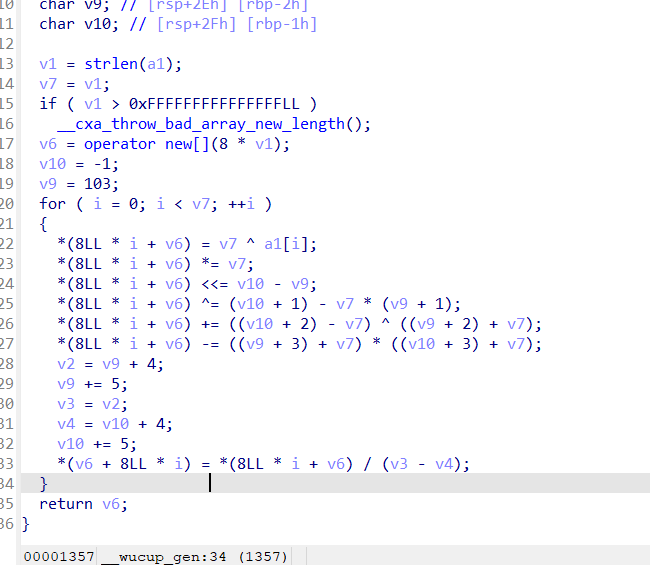 10 char v9; // [rsp+2Eh] [rbp-2h]
11 char v10; // [rsp+2Fh] [rbp-1h]
12
13 v1 = strlen(a1);
14 v7 = v1;
15 if ( v1 > 0xFFFFFFFFFFFFFFFLL )
16 __cxa_throw_bad_array_new_length();
17 v6 = operator new[](8 * v1);
18 v10 = -1;
19 v9 = 103;
20 for ( i = 0; i < v7; ++i )
21 {
22 *(8LL * i + v6) = v7 ^ a1[i];
23 *(8LL * i + v6) *= v7;
24 *(8LL * i + v6) <<= v10 - v9;
25 *(8LL * i + v6) ^= (v10 + 1) - v7 * (v9 + 1);
26 *(8LL * i + v6) += ((v10 + 2) - v7) ^ ((v9 + 2) + v7);
27 *(8LL * i + v6) -= ((v9 + 3) + v7) * ((v10 + 3) + v7);
28 v2 = v9 + 4;
29 v9 += 5;
30 v3 = v2;
31 v4 = v10 + 4;
32 v10 += 5;
33 *(v6 + 8LL * i) = *(8LL * i + v6) / (v3 - v4);
34 }
35 return v6;
36 }
00001357 __wucup_gen:34 (1357)